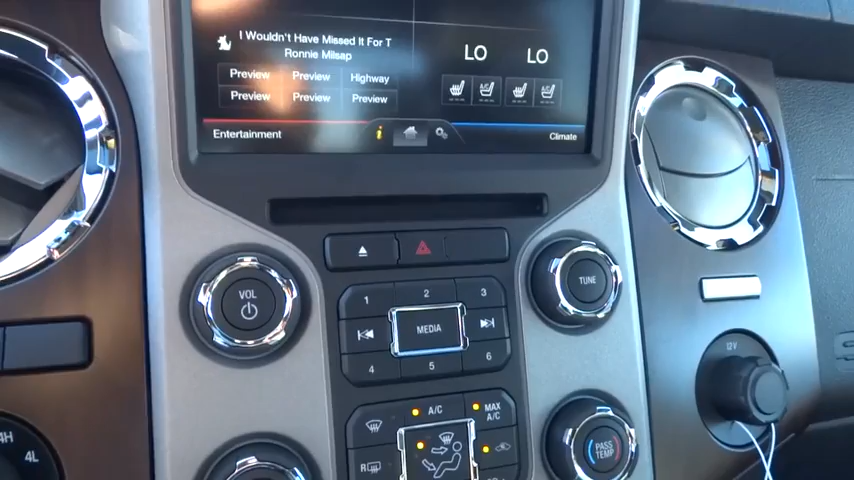 I Wouldn't Have Missed It For T
Ronnie Milsap
LO LO
Preview Preview Highway
Preview Preview Preview
A/C A/C
Entertainment i Climate
VOL
TUNE
1 2 3
MEDIA
4 5 6
12V
A/C MAX A/C
R
PASS TEMP
4H 4L